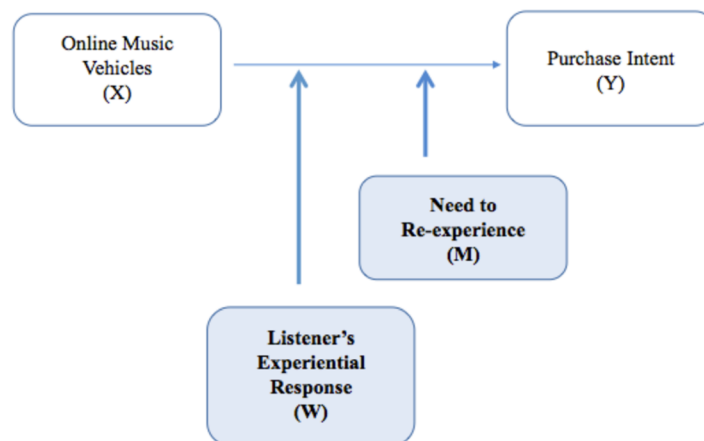 Online Music
Vehicles
(X)
Purchase Intent
(Y)
Need to
Re-experience
(M)
Listener's
Experiential
Response
(W)